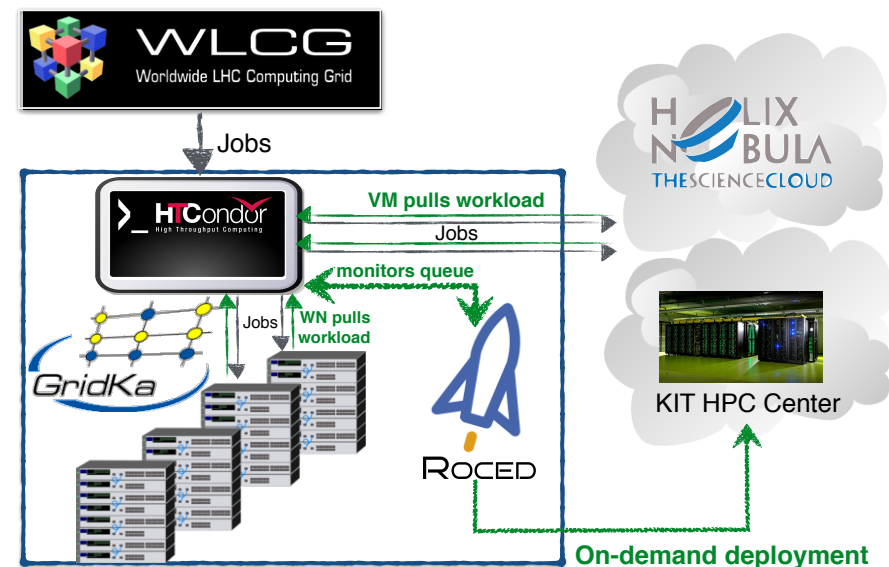 WLCG
Worldwide LHC Computing Grid
Jobs
HTCondor
High Throughput Computing
VM pulls workload
Jobs
monitors queue
Jobs
WN pulls
workload
GridKa
ROCED
HELIX
NEBULA
THESCIENCECLOUD
KIT HPC Center
On-demand deployment